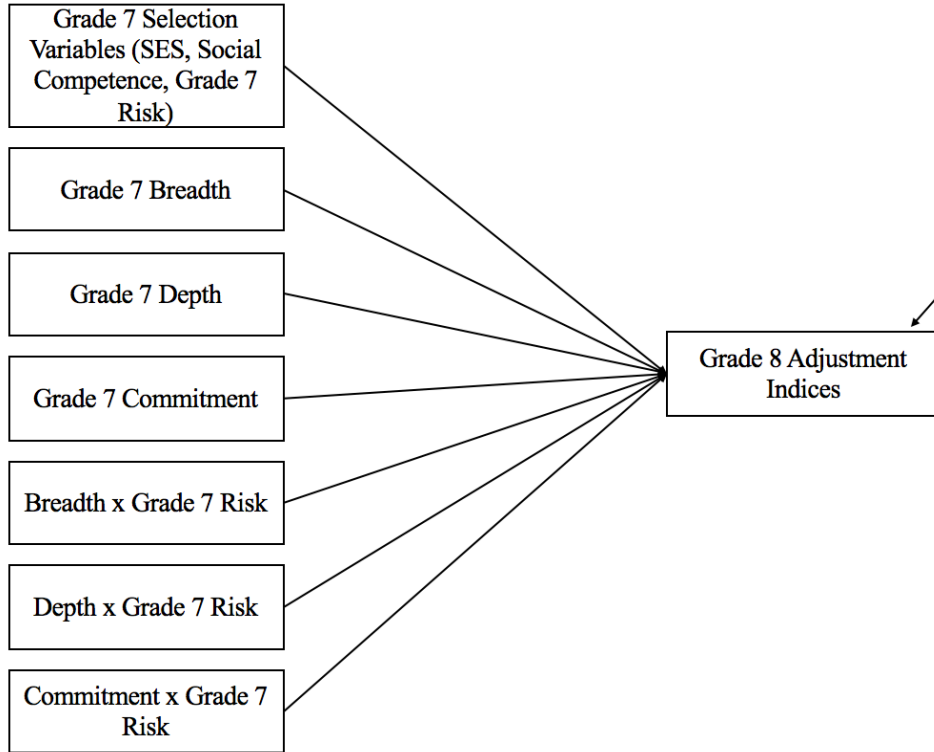 Grade 7 Selection
Variables (SES, Social
Competence, Grade 7
Risk)
Grade 7 Breadth
Grade 7 Depth
Grade 7 Commitment
Breadth x Grade 7 Risk
Depth x Grade 7 Risk
Commitment x Grade 7
Risk
Grade 8 Adjustment
Indices